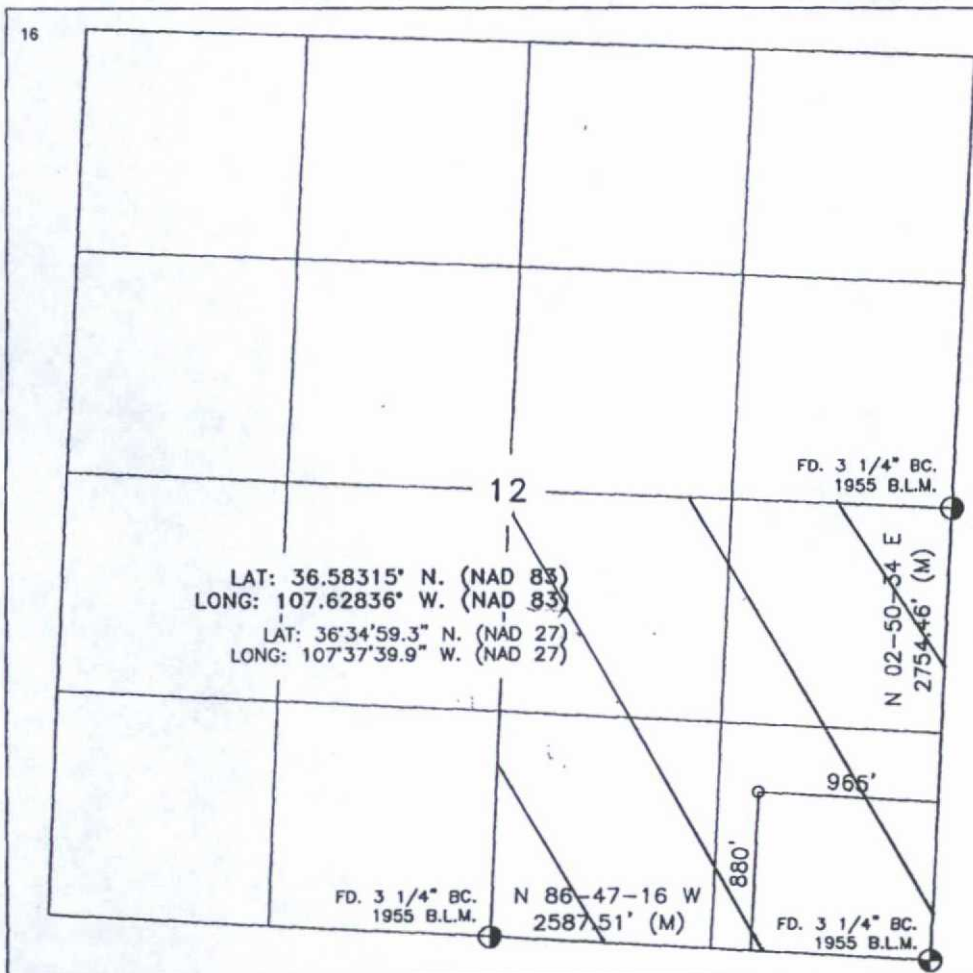 16
FD. 3 1/4" BC.
1955 B.L.M.
12
N 02-50-34 E
2754.46' (M)
LAT: 36.58315° N. (NAD 83)
LONG: 107.62836° W. (NAD 83)
LAT: 36°34'59.3" N. (NAD 27)
LONG: 107°37'39.9" W. (NAD 27)
965'
880'
FD. 3 1/4" BC.
1955 B.L.M.
N 86-47-16 W
2587.51' (M)
FD. 3 1/4" BC.
1955 B.L.M.